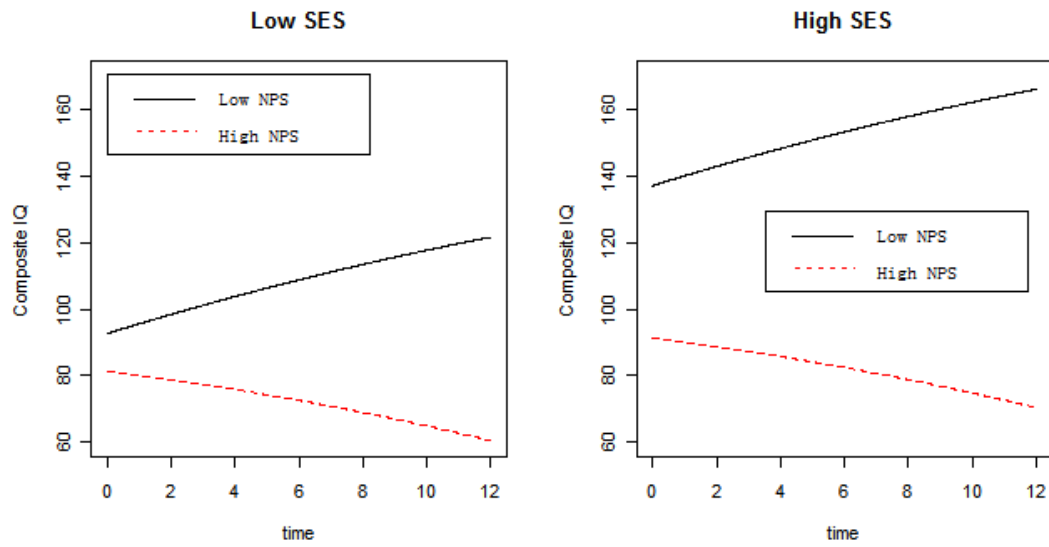 Low SES
Low NPS
High NPS
Composite IQ
60 80 100 120 140 160
0 2 4 6 8 10 12
time
High SES
Low NPS
High NPS
Composite IQ
60 80 100 120 140 160
0 2 4 6 8 10 12
time